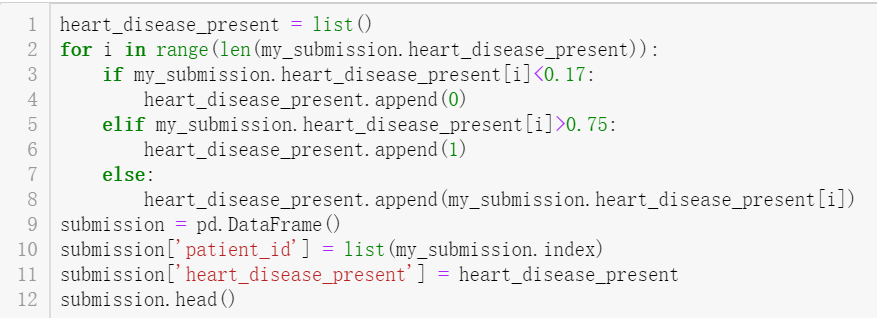 1 heart_disease_present = list()
2 for i in range(len(my_submission.heart_disease_present)):
3     if my_submission.heart_disease_present[i]<0.17:
4         heart_disease_present.append(0)
5     elif my_submission.heart_disease_present[i]>0.75:
6         heart_disease_present.append(1)
7     else:
8         heart_disease_present.append(my_submission.heart_disease_present[i])
9 submission = pd.DataFrame()
10 submission['patient_id'] = list(my_submission.index)
11 submission['heart_disease_present'] = heart_disease_present
12 submission.head()